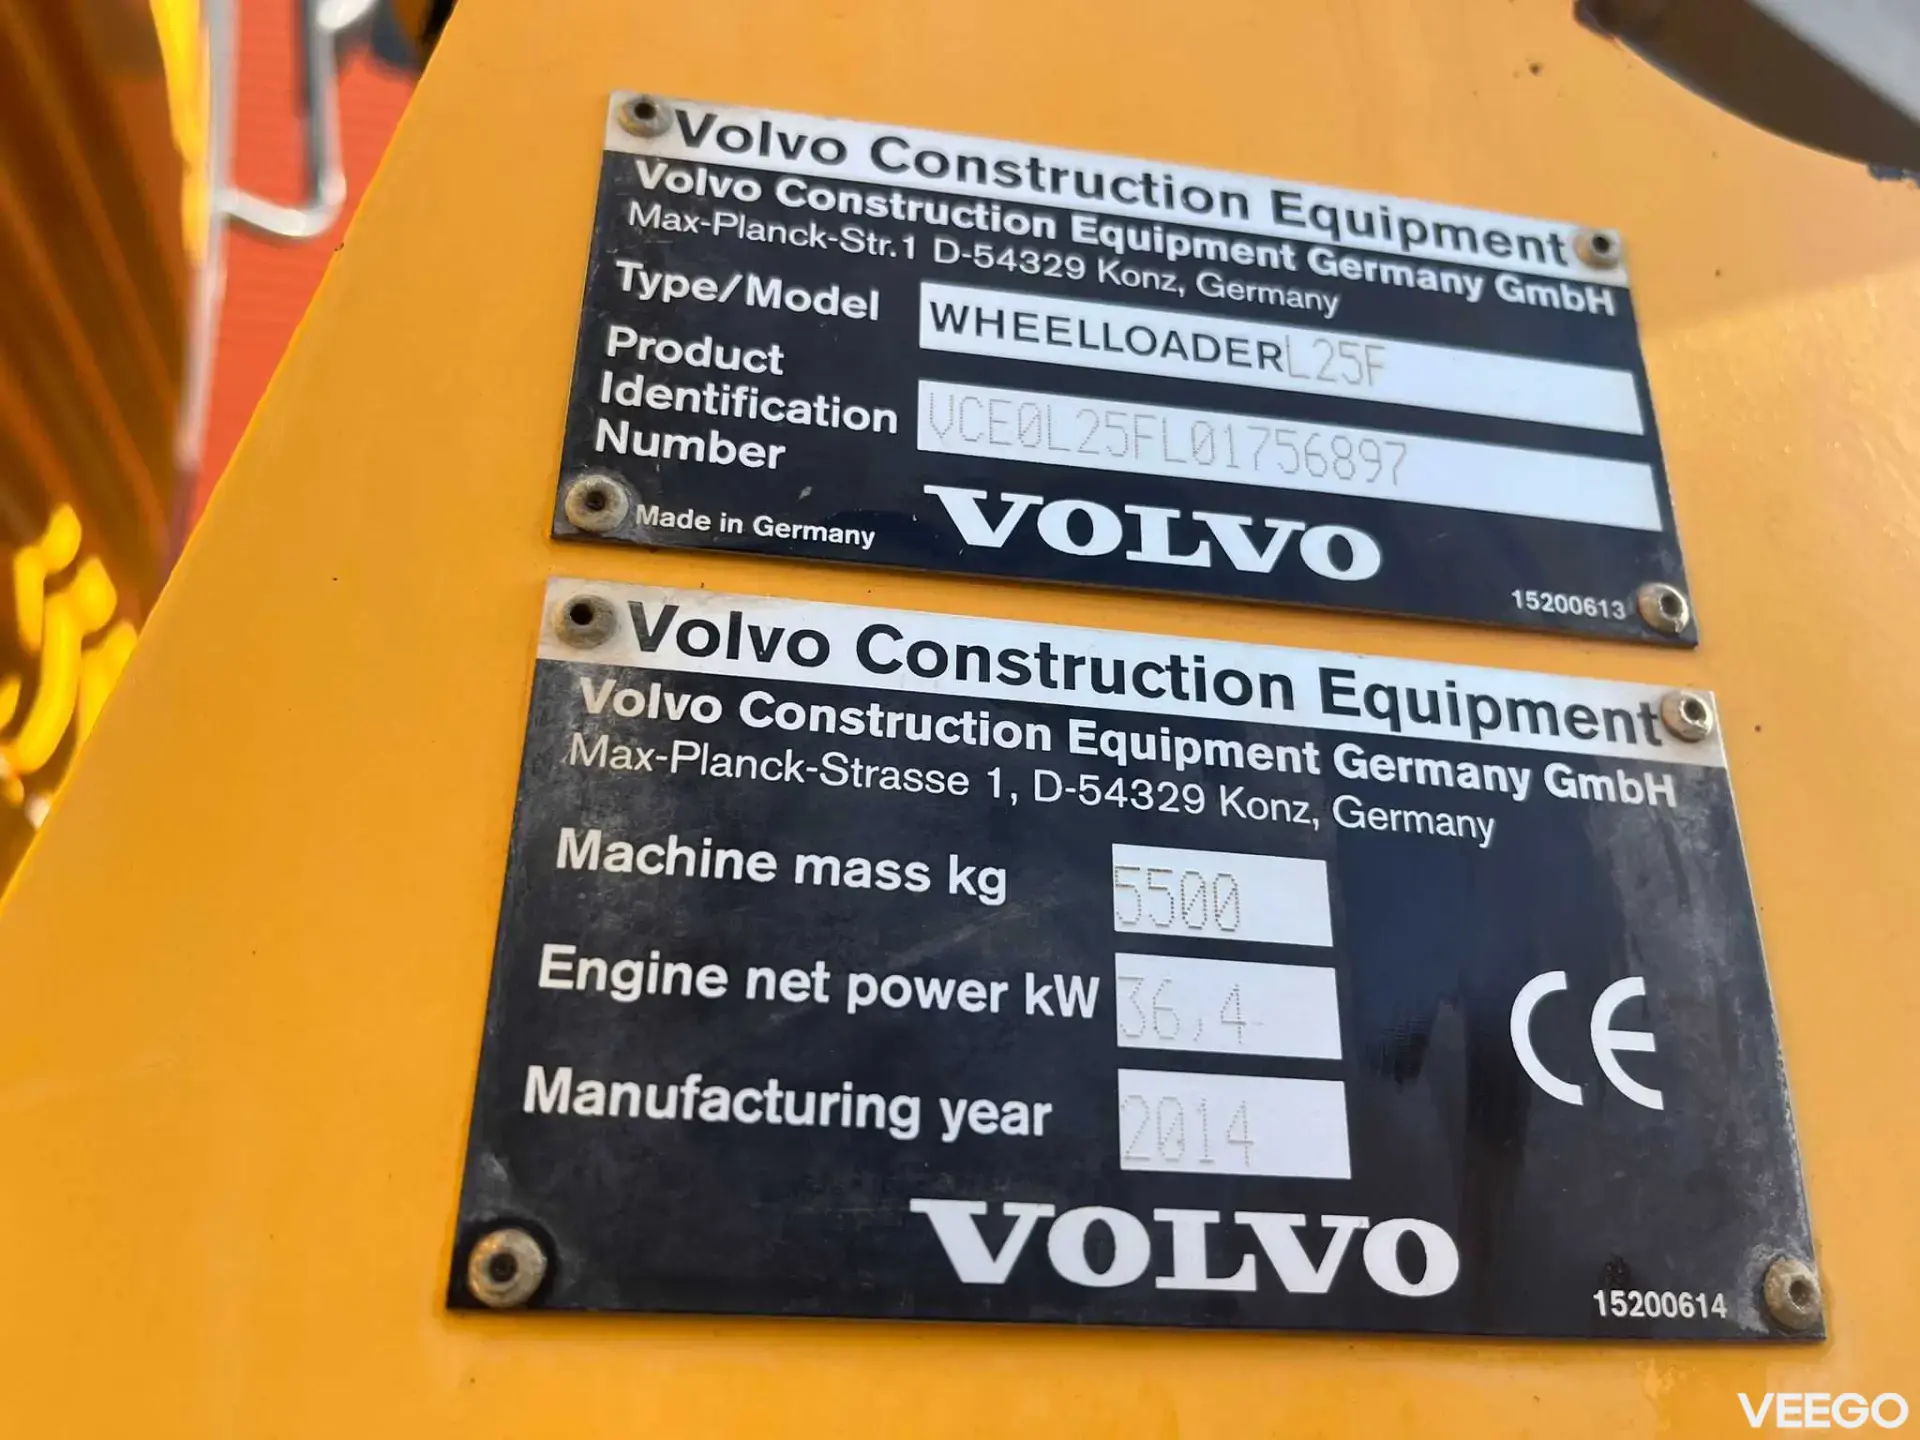 Volvo Construction Equipment
Volvo Construction Equipment Germany GmbH
Max-Planck-Str.1 D-54329 Konz, Germany
Type/Model WHEELLOADER L25F
Product
Identification
Number VCE0L25FL01756897
Made in Germany VOLVO
15200613
Volvo Construction Equipment
Volvo Construction Equipment Germany GmbH
Max-Planck-Strasse 1, D-54329 Konz, Germany
Machine mass kg 5500
Engine net power kW 36,4
CE
Manufacturing year 2014
VOLVO
15200614
VEEGO